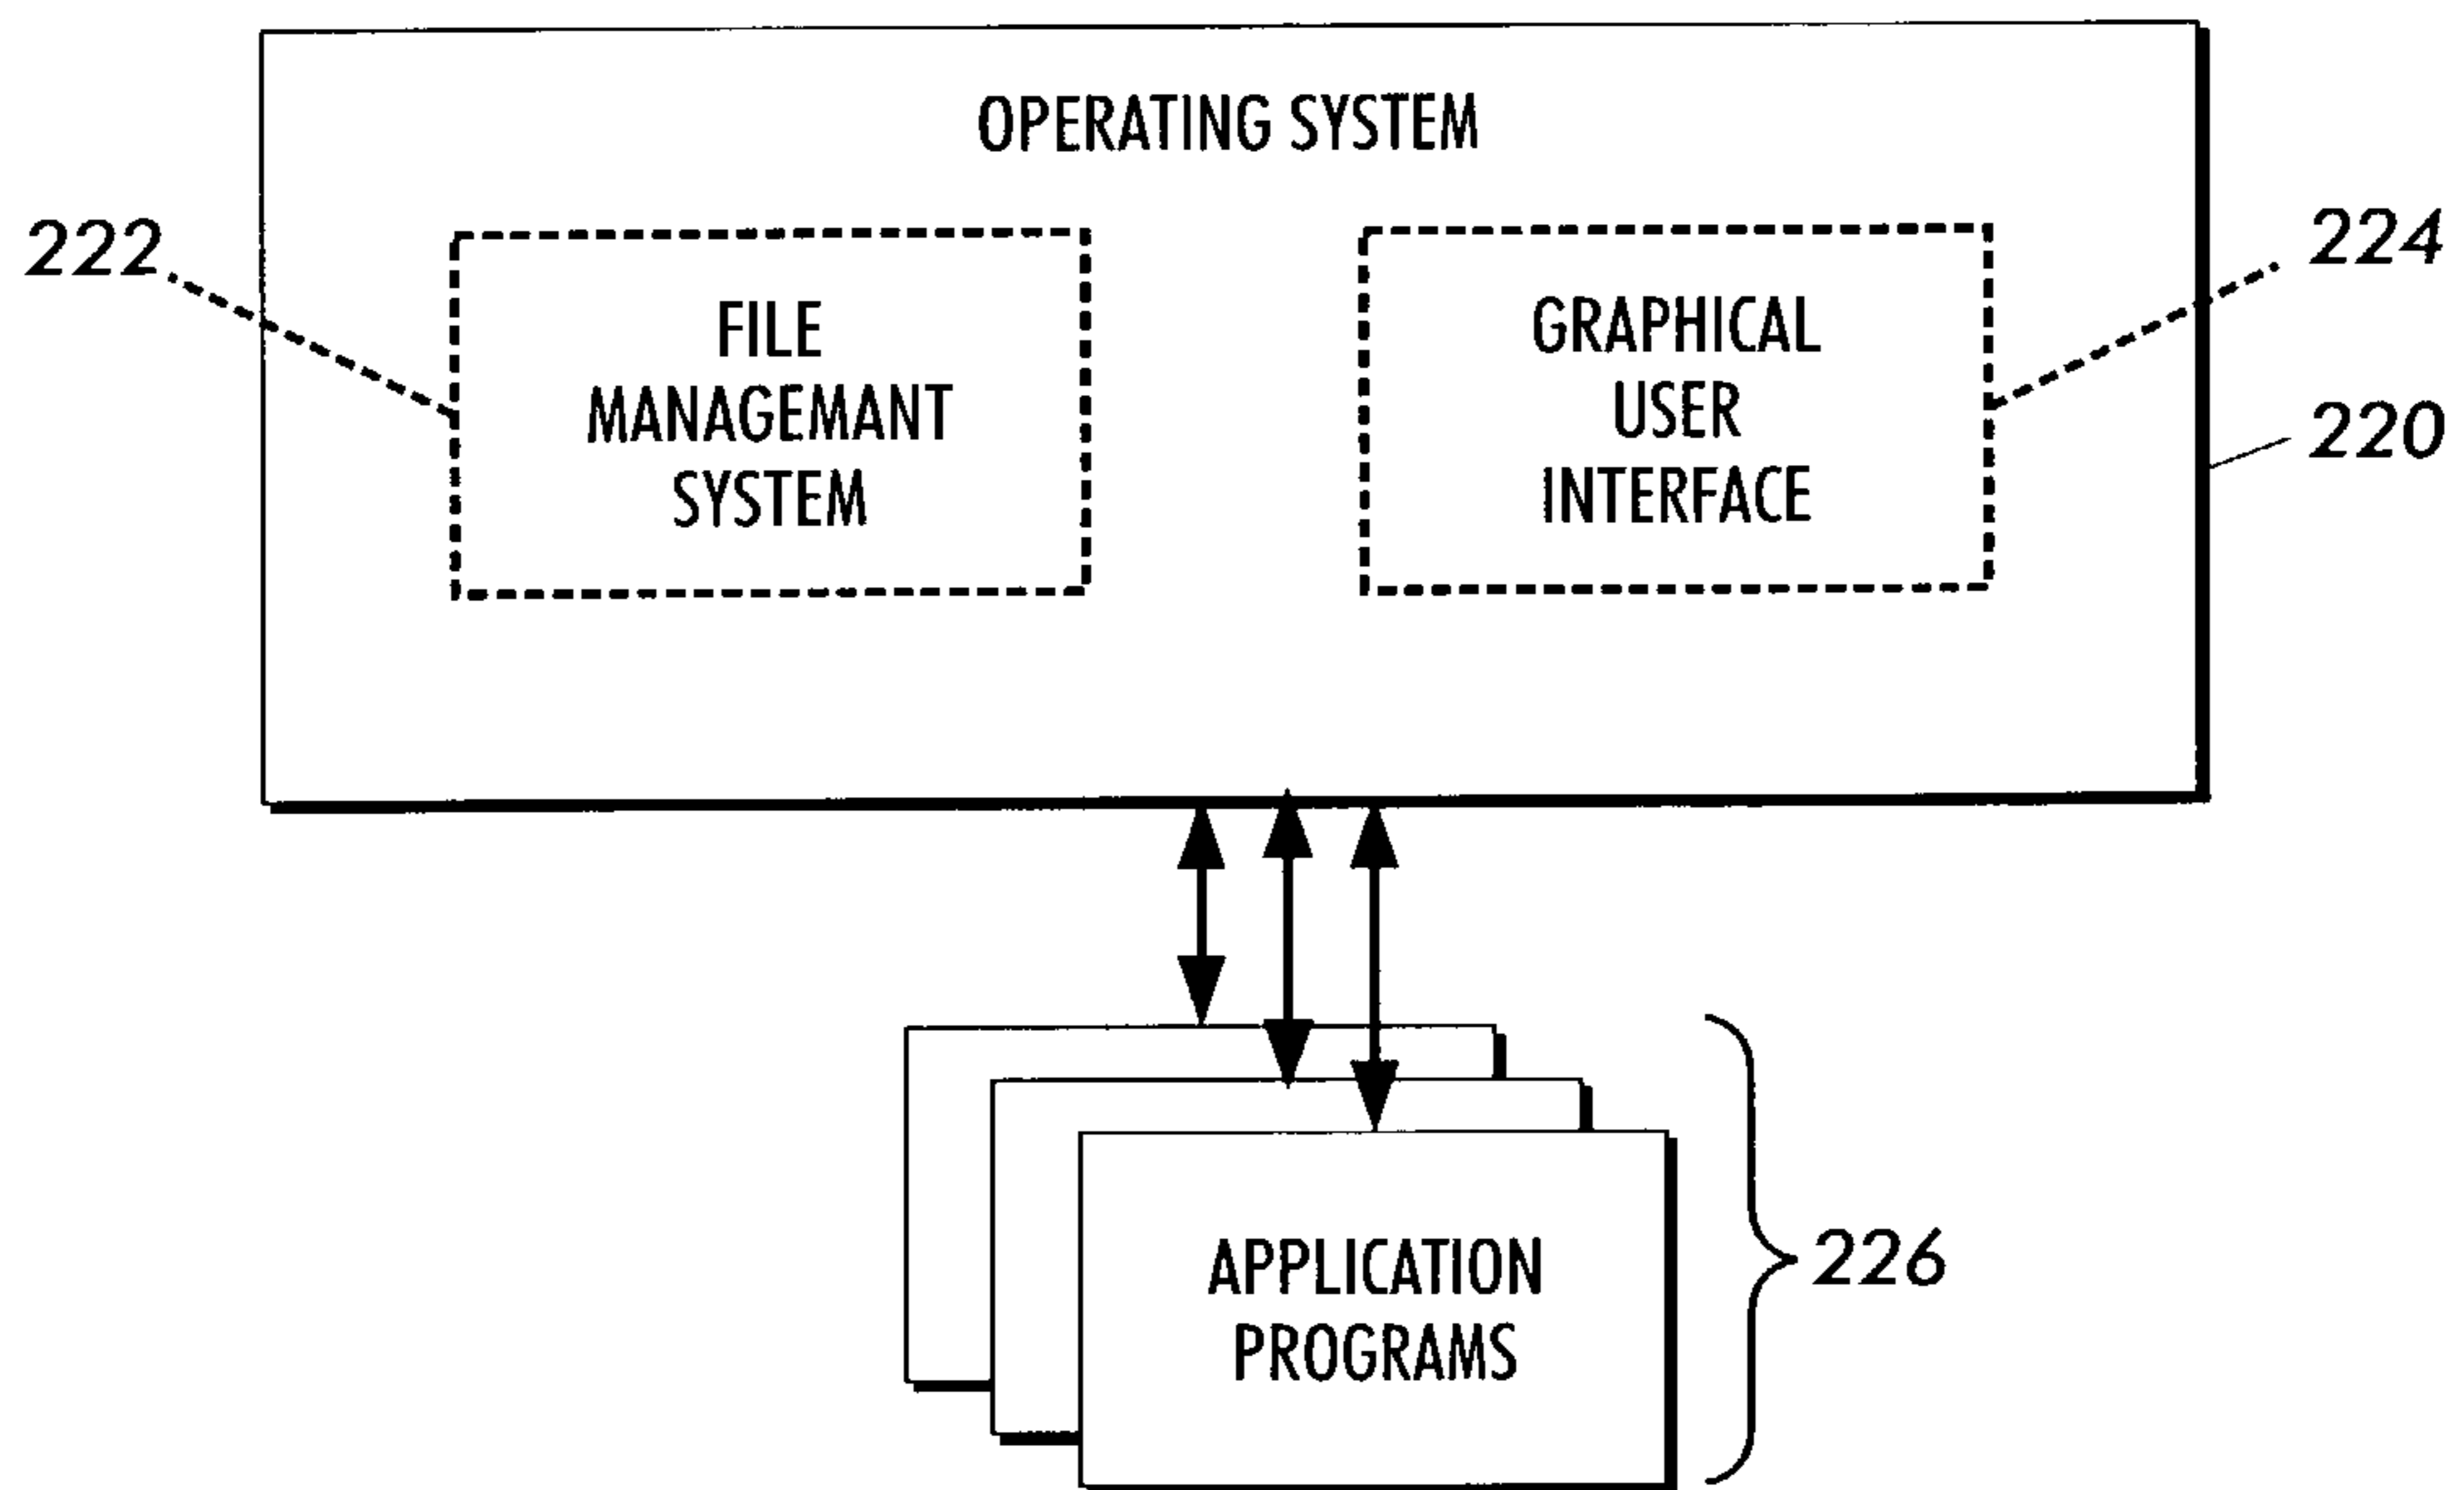 OPERATING SYSTEM
222
FILE
MANAGEMANT
SYSTEM
GRAPHICAL
USER
INTERFACE
224
220
APPLICATION
PROGRAMS
226